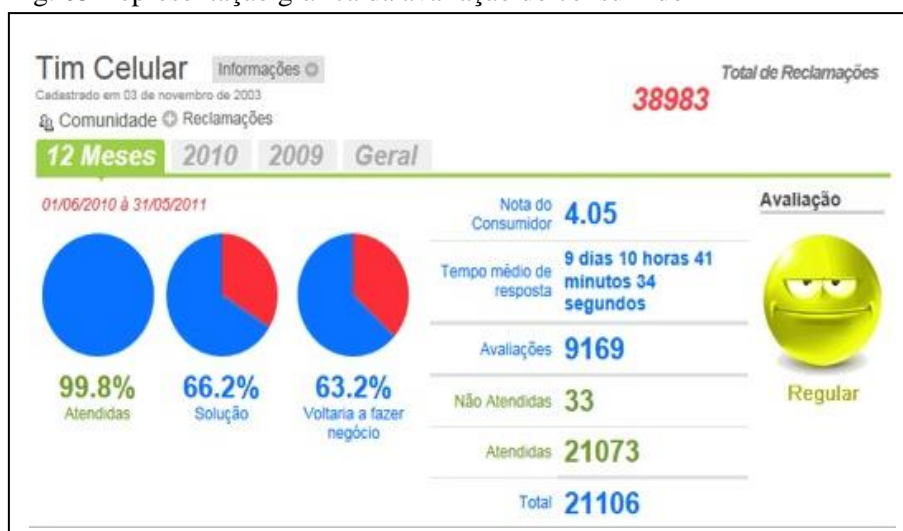 Tim Celular
Informações
Cadastrado em 03 de novembro de 2003
Comunidade
Reclamações
Total de Reclamações
38983
12 Meses
2010
2009
Geral
01/06/2010 à 31/05/2011
99.8%
Atendidas
66.2%
Solução
63.2%
Voltaria a fazer
negócio
Nota do
Consumidor
4.05
Tempo médio de
resposta
9 dias 10 horas 41
minutos 34
segundos
Avaliações
9169
Não Atendidas
33
Atendidas
21073
Total
21106
Avaliação
Regular